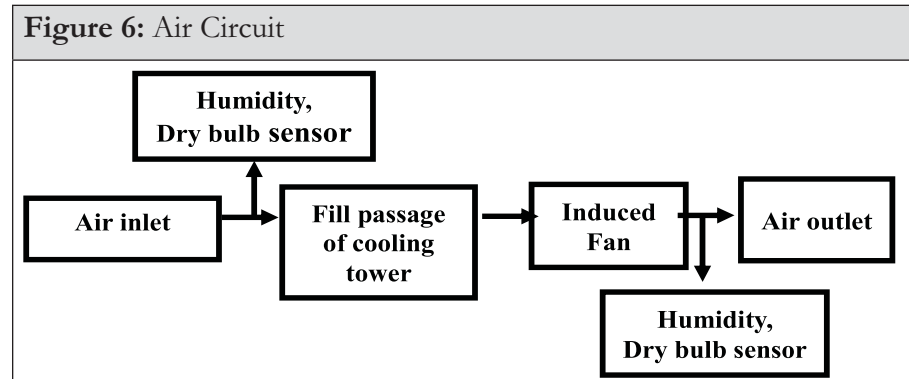 Figure 6: Air Circuit
Humidity,
Dry bulb sensor
Air inlet
Fill passage
of cooling
tower
Induced
Fan
Air outlet
Humidity,
Dry bulb sensor